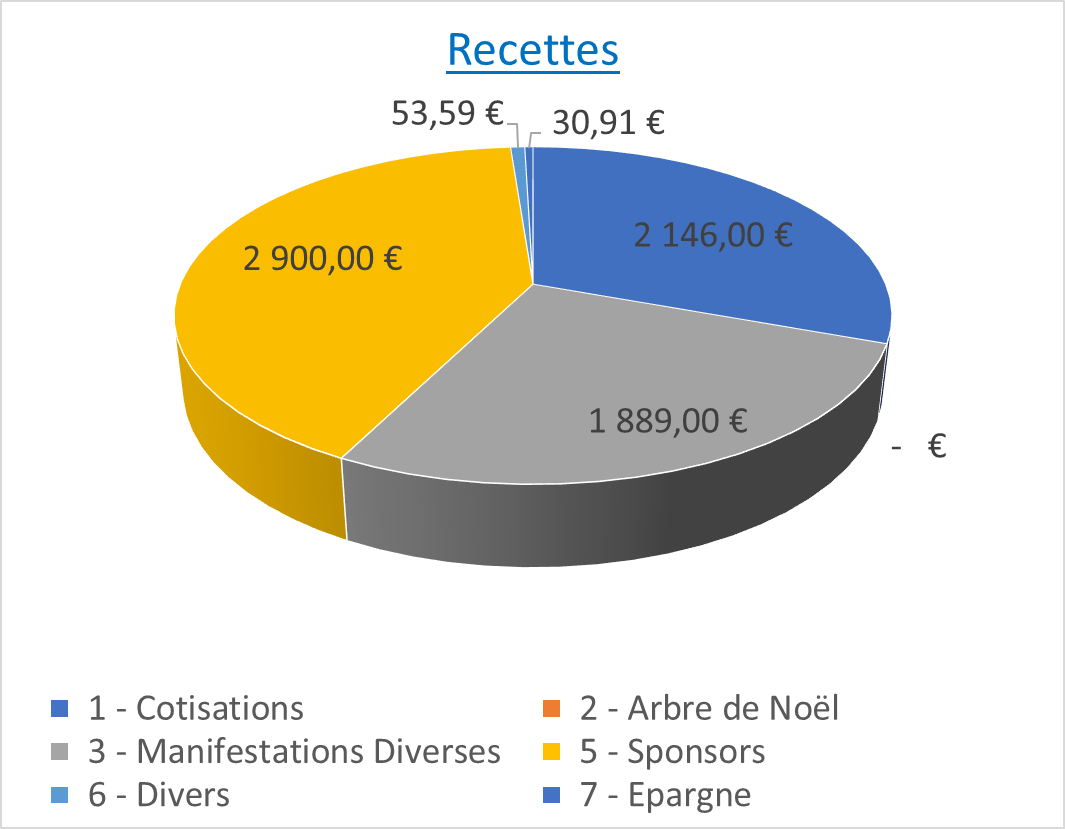 Recettes
53,59 €
30,91 €
2 146,00 €
2 900,00 €
1 889,00 €
- €
1 - Cotisations
2 - Arbre de Noël
3 - Manifestations Diverses
5 - Sponsors
6 - Divers
7 - Epargne